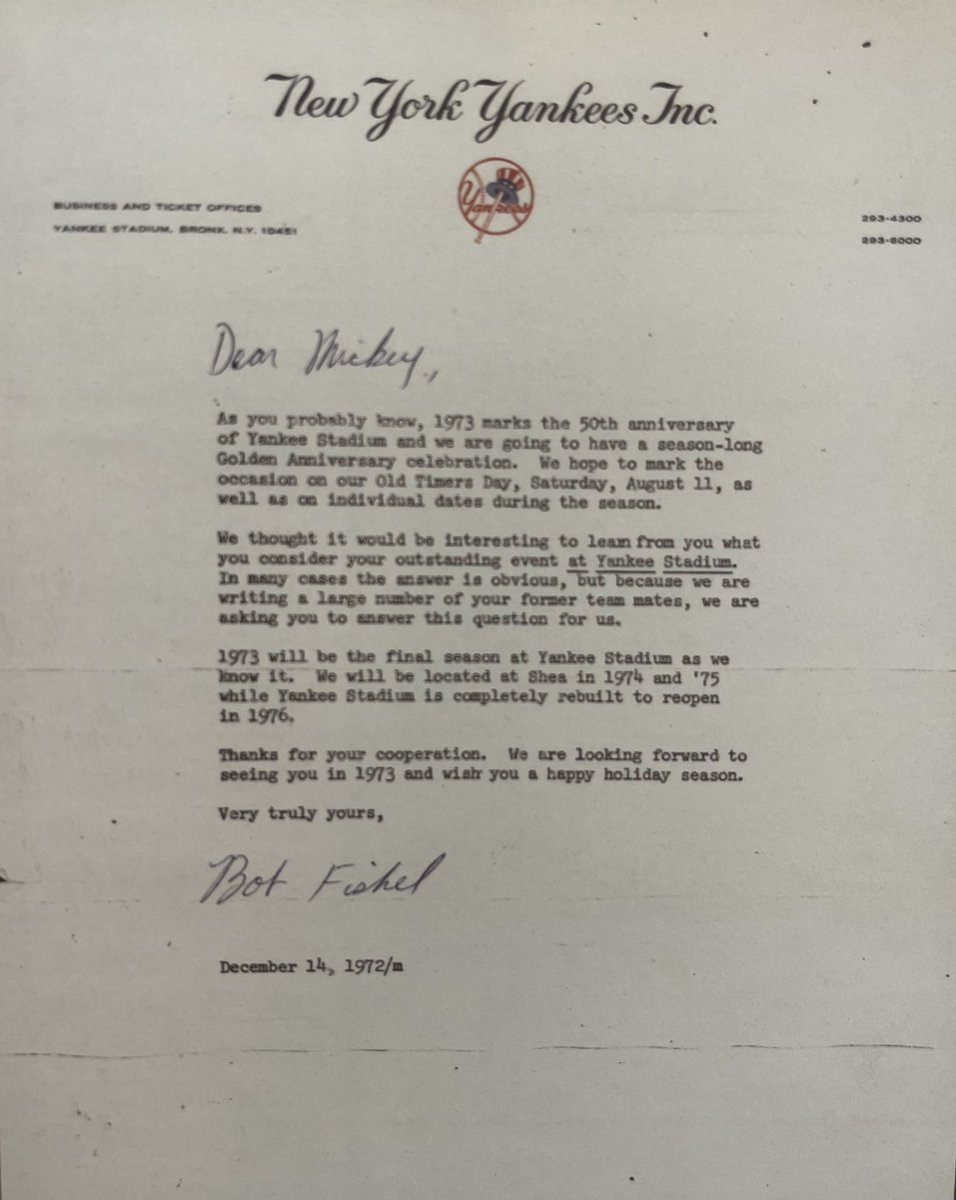 New York Yankees Inc.
Yankees
BUSINESS AND TICKET OFFICES
YANKEE STADIUM, BRONX, N.Y. 10451
293-4300
293-6000
Dear Mickey,
As you probably know, 1973 marks the 50th anniversary
of Yankee Stadium and we are going to have a season-long
Golden Anniversary celebration. We hope to mark the
occasion on our Old Timers Day, Saturday, August 11, as
well as on individual dates during the season.
We thought it would be interesting to learn from you what
you consider your outstanding event at Yankee Stadium.
In many cases the answer is obvious, but because we are
writing a large number of your former team mates, we are
asking you to answer this question for us.
1973 will be the final season at Yankee Stadium as we
know it. We will be located at Shea in 1974 and '75
while Yankee Stadium is completely rebuilt to reopen
in 1976.
Thanks for your cooperation. We are looking forward to
seeing you in 1973 and wish you a happy holiday season.
Very truly yours,
Bob Fishel
December 14, 1972/m